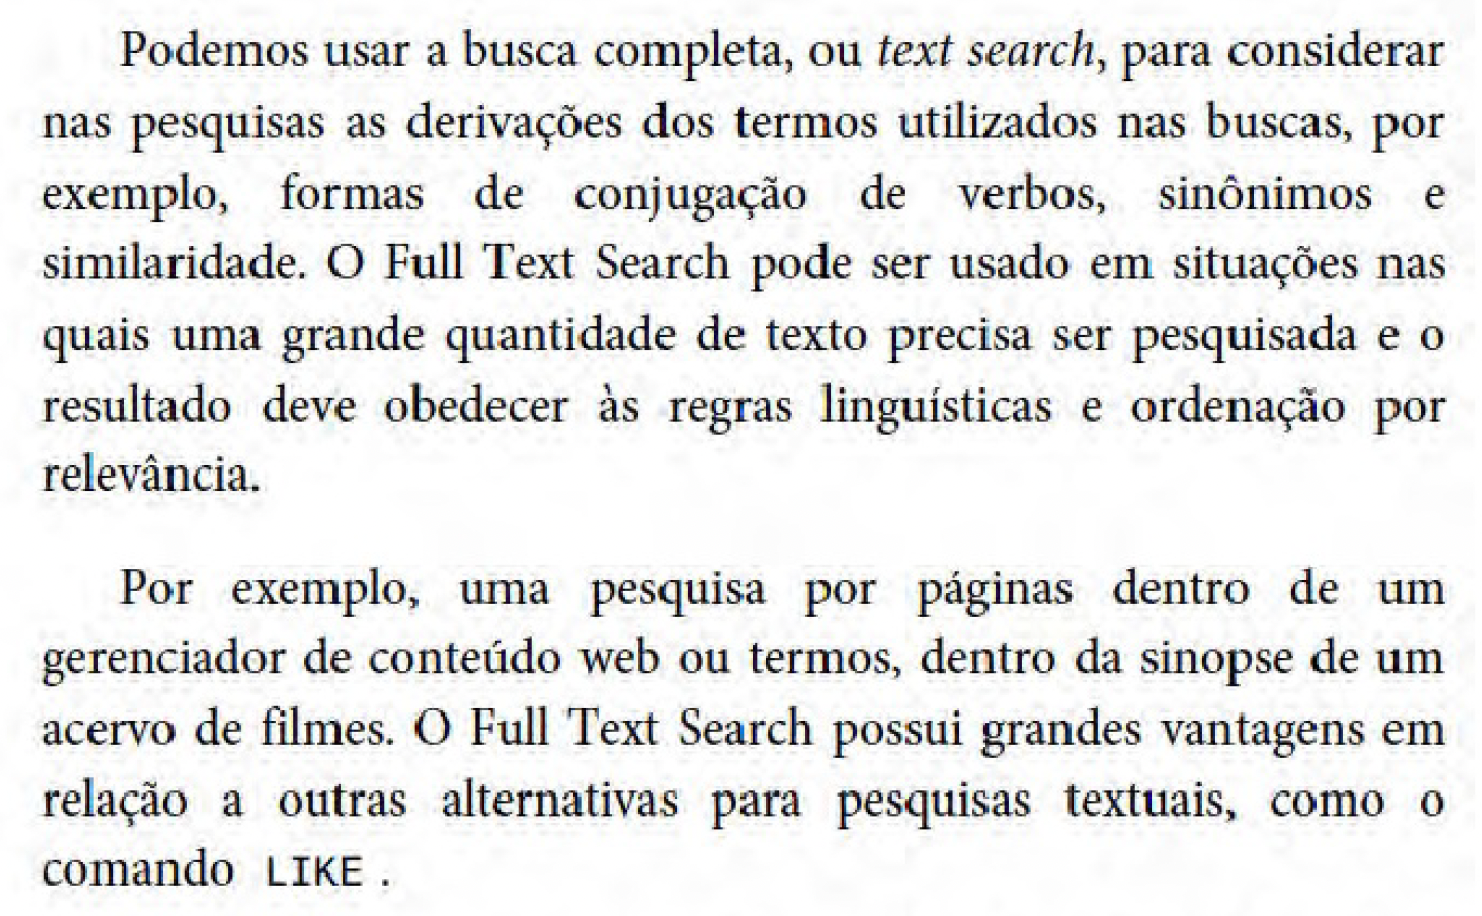 Podemos usar a busca completa, ou text search, para considerar
nas pesquisas as derivações dos termos utilizados nas buscas, por
exemplo, formas de conjugação de verbos, sinônimos e
similaridade. O Full Text Search pode ser usado em situações nas
quais uma grande quantidade de texto precisa ser pesquisada e o
resultado deve obedecer às regras linguísticas e ordenação por
relevância.
Por exemplo, uma pesquisa por páginas dentro de um
gerenciador de conteúdo web ou termos, dentro da sinopse de um
acervo de filmes. O Full Text Search possui grandes vantagens em
relação a outras alternativas para pesquisas textuais, como o
comando LIKE .